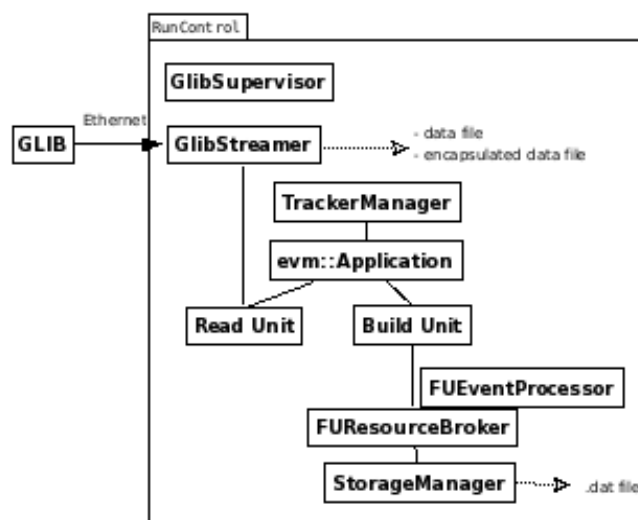 RunControl
GlibSupervisor
Ethernet
GLIB
GlibStreamer
- data file
- encapsulated data file
TrackerManager
evm::Application
Read Unit
Build Unit
FUEventProcessor
FUResourceBroker
StorageManager
.dat file